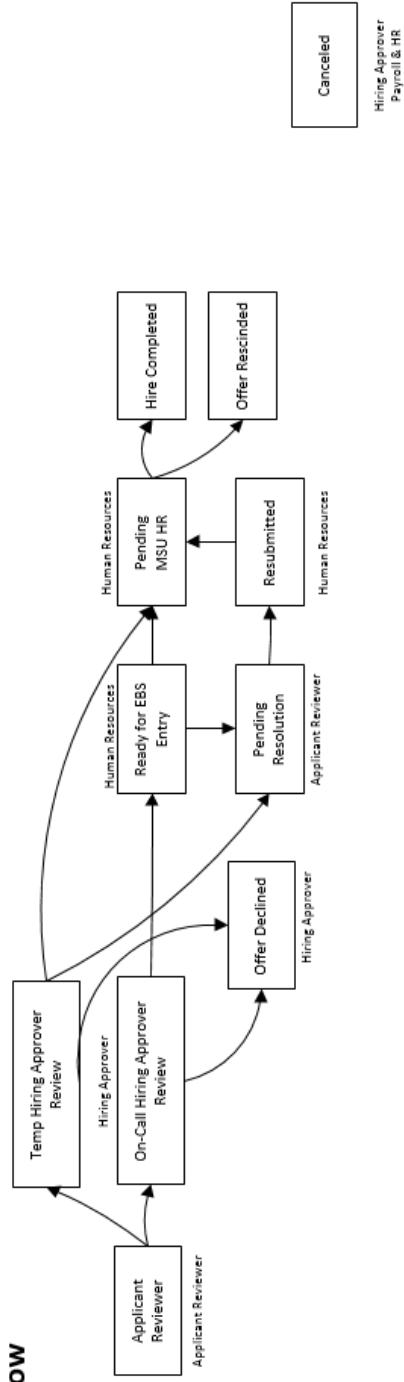 ow
Applicant
Reviewer
Applicant Reviewer
Temp Hiring Approver
Review
Hiring Approver
On-Call Hiring Approver
Review
Offer Declined
Hiring Approver
Human Resources
Ready for EBS
Entry
Pending
Resolution
Applicant Reviewer
Human Resources
Pending
MSU HR
Resubmitted
Human Resources
Hire Completed
Offer Rescinded
Canceled
Hiring Approver
Payroll & HR